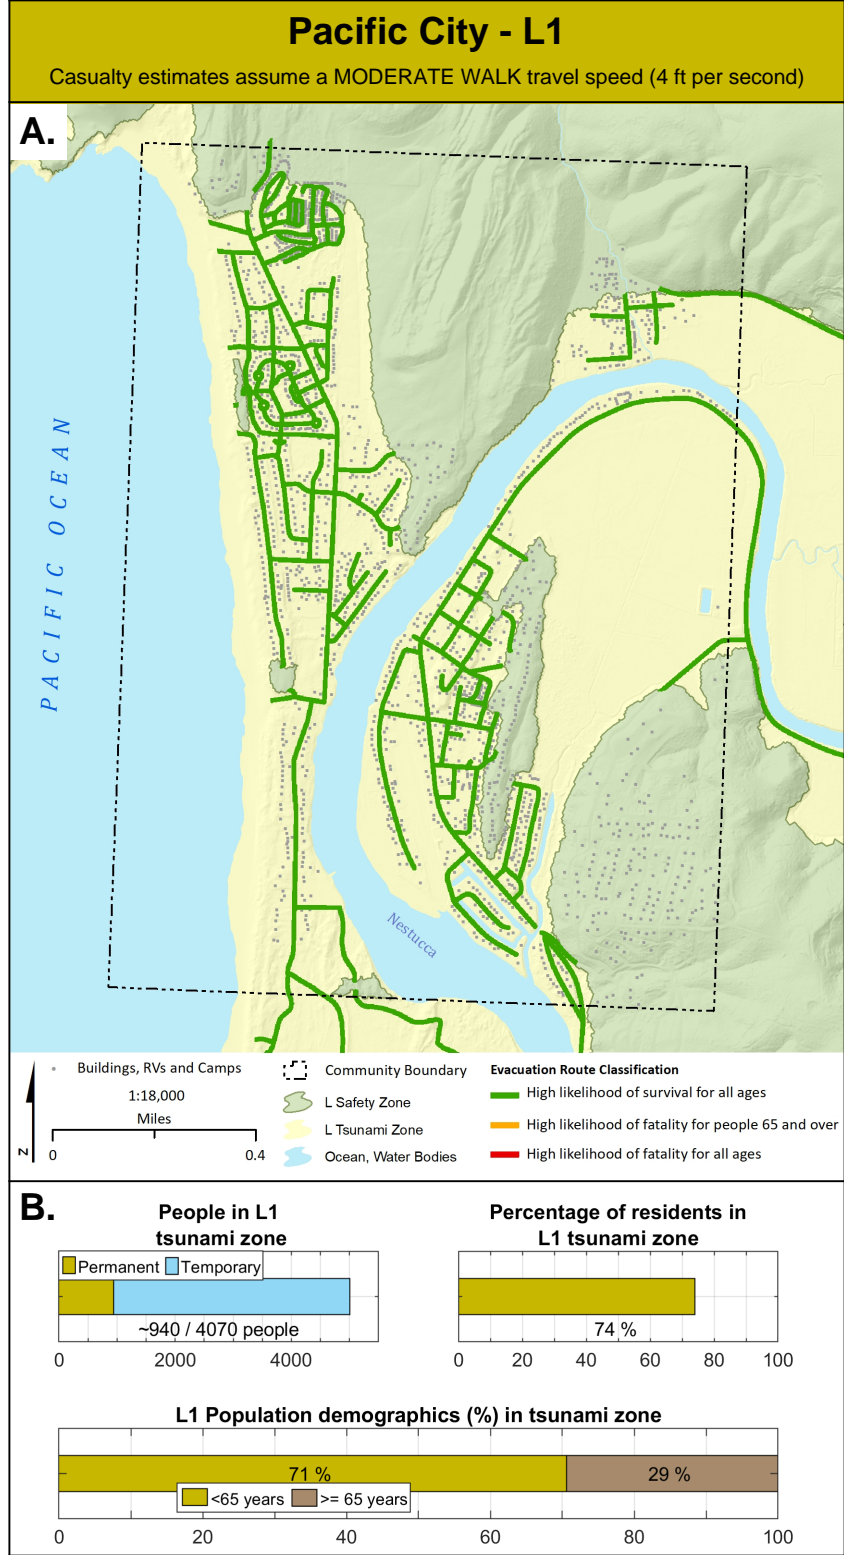 Pacific City - L1
Casualty estimates assume a MODERATE WALK travel speed (4 ft per second)
A.
PACIFIC OCEAN
Nestucca
Buildings, RVs and Camps
1:18,000
Miles
0 0.4
N
Community Boundary
L Safety Zone
L Tsunami Zone
Ocean, Water Bodies
Evacuation Route Classification
High likelihood of survival for all ages
High likelihood of fatality for people 65 and over
High likelihood of fatality for all ages
B.
People in L1
tsunami zone
Permanent Temporary
~940 / 4070 people
0 2000 4000
Percentage of residents in
L1 tsunami zone
74 %
0 20 40 60 80 100
L1 Population demographics (%) in tsunami zone
71 % 29 %
<65 years >= 65 years
0 20 40 60 80 100